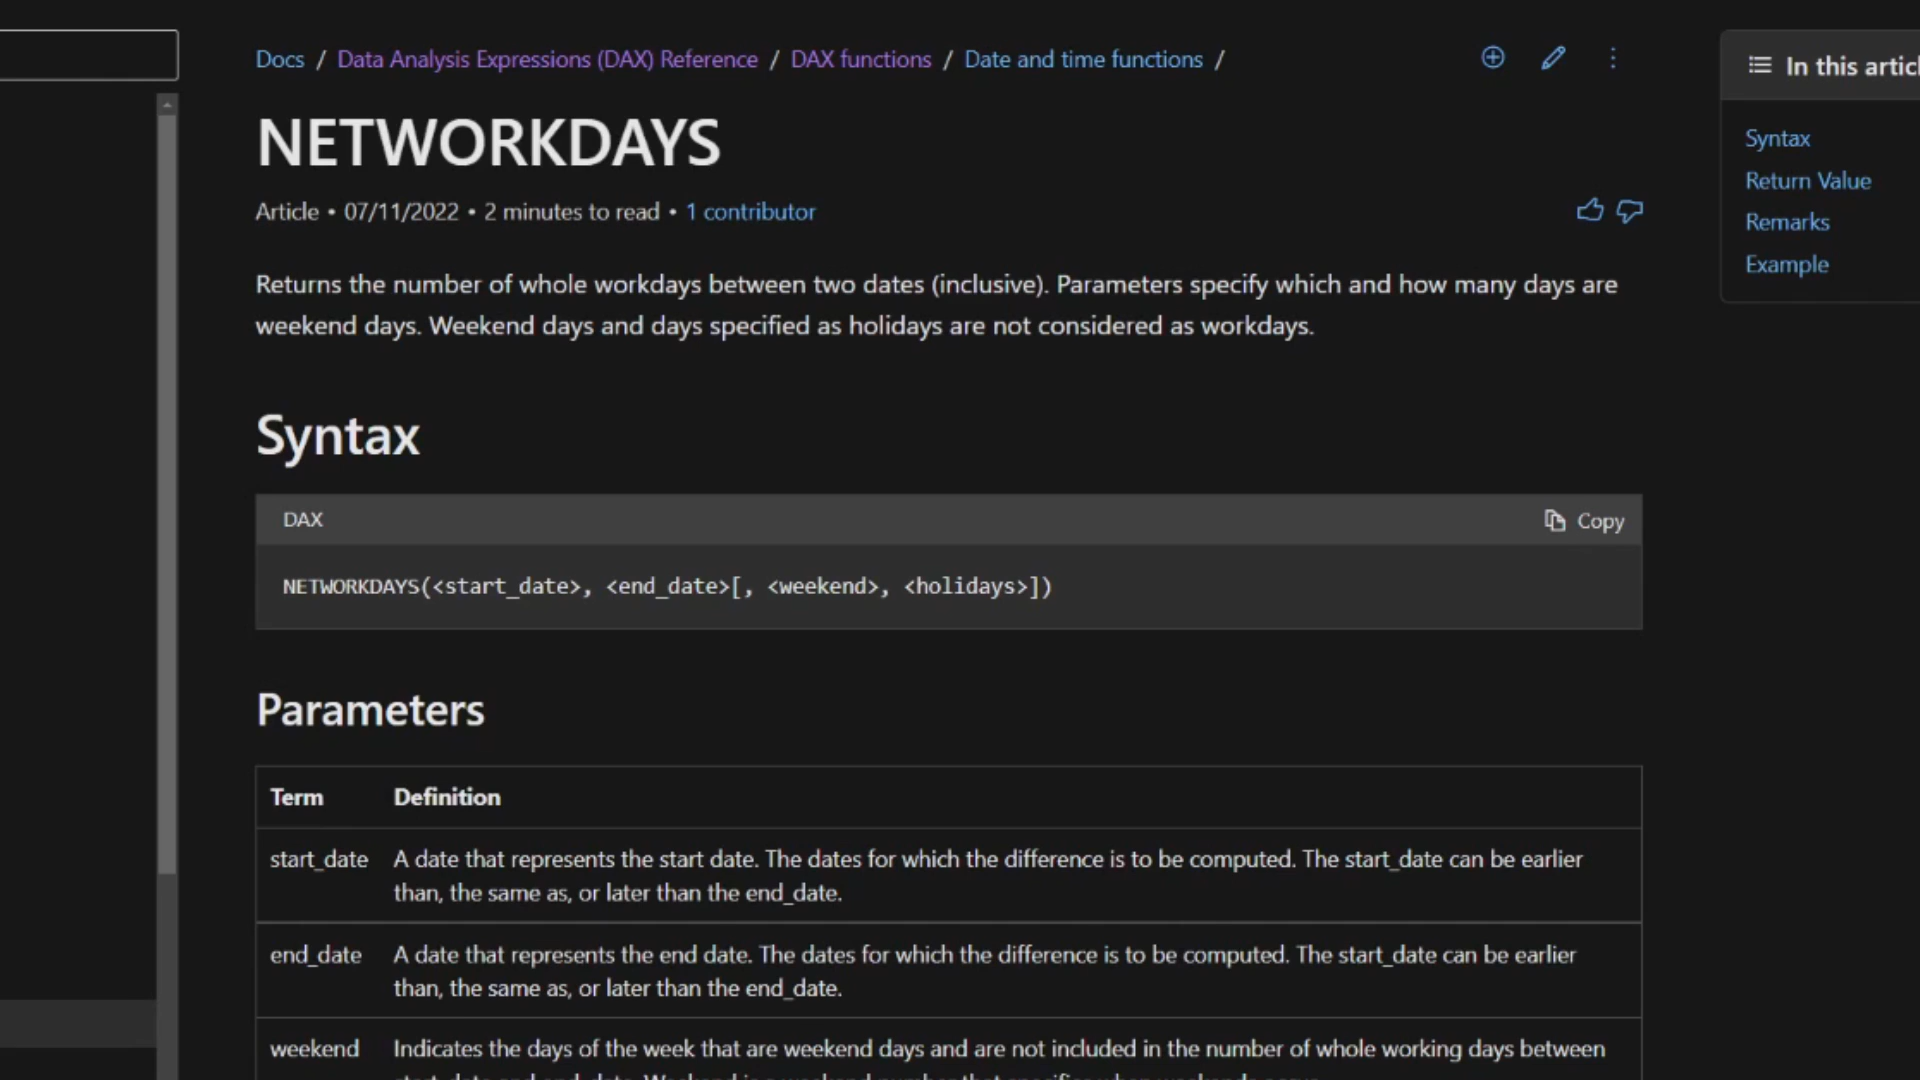 Docs / Data Analysis Expressions (DAX) Reference / DAX functions / Date and time functions /
NETWORKDAYS
Article • 07/11/2022 • 2 minutes to read • 1 contributor
Returns the number of whole workdays between two dates (inclusive). Parameters specify which and how many days are
weekend days. Weekend days and days specified as holidays are not considered as workdays.
Syntax
DAX
Copy
NETWORKDAYS(<start_date>, <end_date>[, <weekend>, <holidays>])
Parameters
Term Definition
start_date A date that represents the start date. The dates for which the difference is to be computed. The start_date can be earlier
than, the same as, or later than the end_date.
end_date A date that represents the end date. The dates for which the difference is to be computed. The start_date can be earlier
than, the same as, or later than the end_date.
weekend Indicates the days of the week that are weekend days and are not included in the number of whole working days between
In this articl
Syntax
Return Value
Remarks
Example